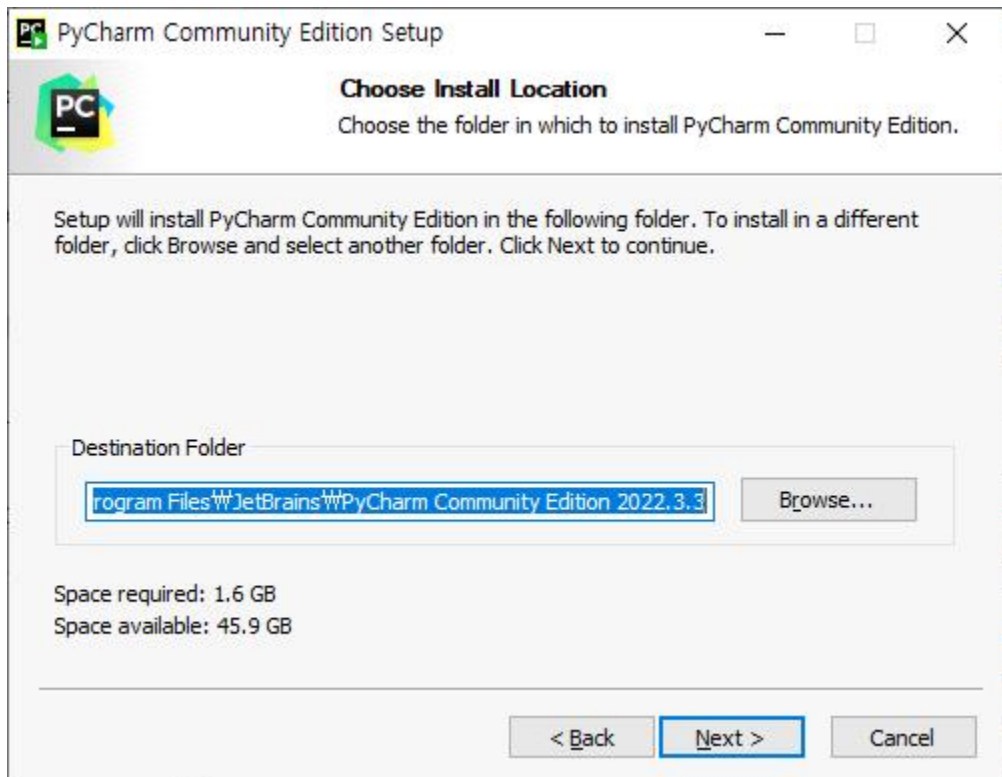 PyCharm Community Edition Setup
PC
Choose Install Location
Choose the folder in which to install PyCharm Community Edition.
Setup will install PyCharm Community Edition in the following folder. To install in a different
folder, click Browse and select another folder. Click Next to continue.
Destination Folder
rogram Files₩JetBrains₩PyCharm Community Edition 2022.3.3
Browse...
Space required: 1.6 GB
Space available: 45.9 GB
< Back
Next >
Cancel